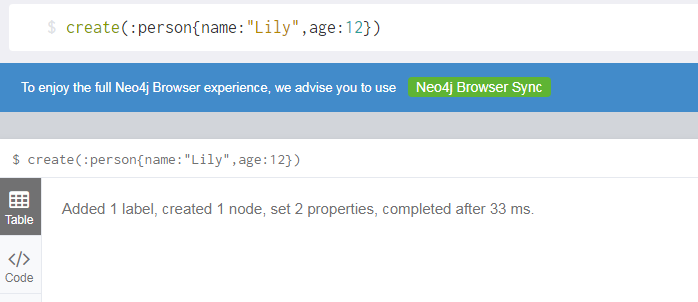 $ create(:person{name:"Lily",age:12})
To enjoy the full Neo4j Browser experience, we advise you to use Neo4j Browser Sync
$ create(:person{name:"Lily",age:12})
Table
Added 1 label, created 1 node, set 2 properties, completed after 33 ms.
</>
Code